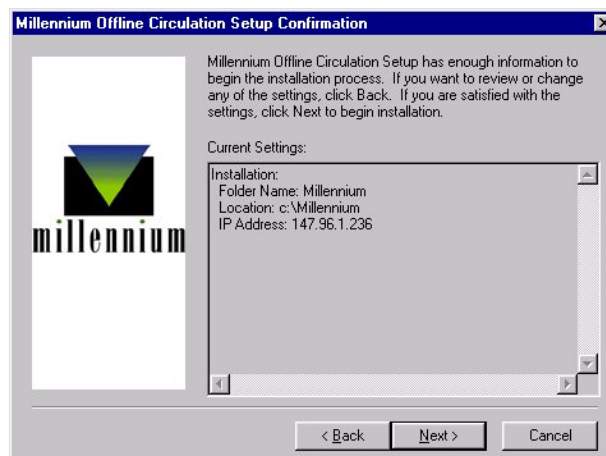 Millennium Offline Circulation Setup Confirmation
Millennium Offline Circulation Setup has enough information to
begin the installation process. If you want to review or change
any of the settings, click Back. If you are satisfied with the
settings, click Next to begin installation.
Current Settings:
Installation:
Folder Name: Millennium
Location: c:\Millennium
IP Address: 147.96.1.236
millennium
< Back
Next >
Cancel